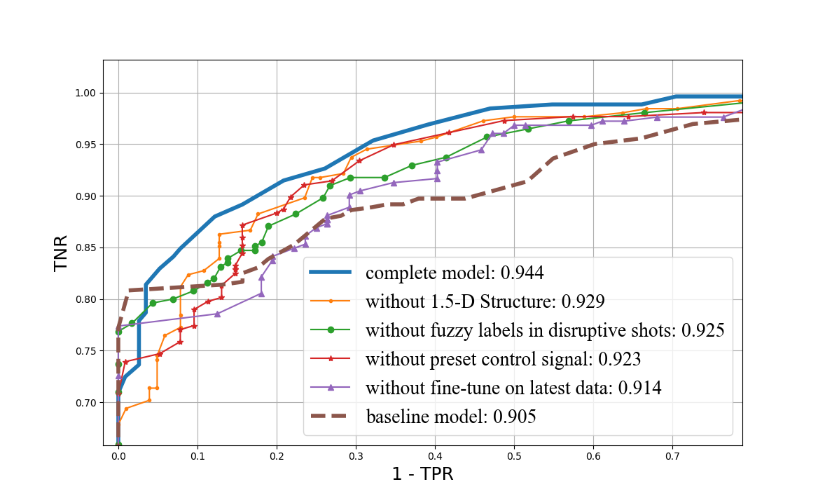 1.00
0.95
0.90
0.85
0.80
0.75
0.70
TNR
complete model: 0.944
without 1.5-D Structure: 0.929
without fuzzy labels in disruptive shots: 0.925
without preset control signal: 0.923
without fine-tune on latest data: 0.914
baseline model: 0.905
0.0 0.1 0.2 0.3 0.4 0.5 0.6 0.7
1 - TPR